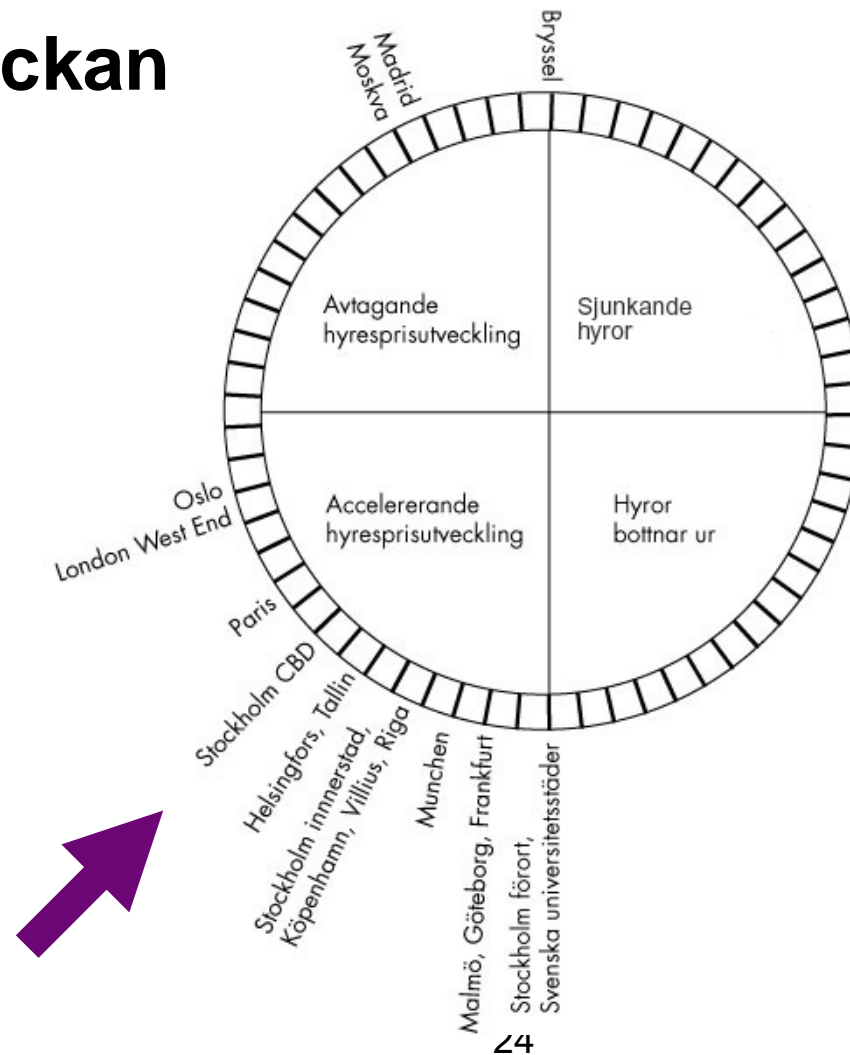 ckan
Bryssel
Madrid
Moskva
Avtagande
hyresprisutveckling
Sjunkande
hyror
Accelererande
hyresprisutveckling
Hyror
bottnar ur
Oslo
London West End
Paris
Stockholm CBD
Helsingfors, Tallin
Stockholm innnerstad,
Köpenhamn, Villius, Riga
Munchen
Malmö, Göteborg, Frankfurt
Stockholm förort,
Svenska universitetsstäder
24